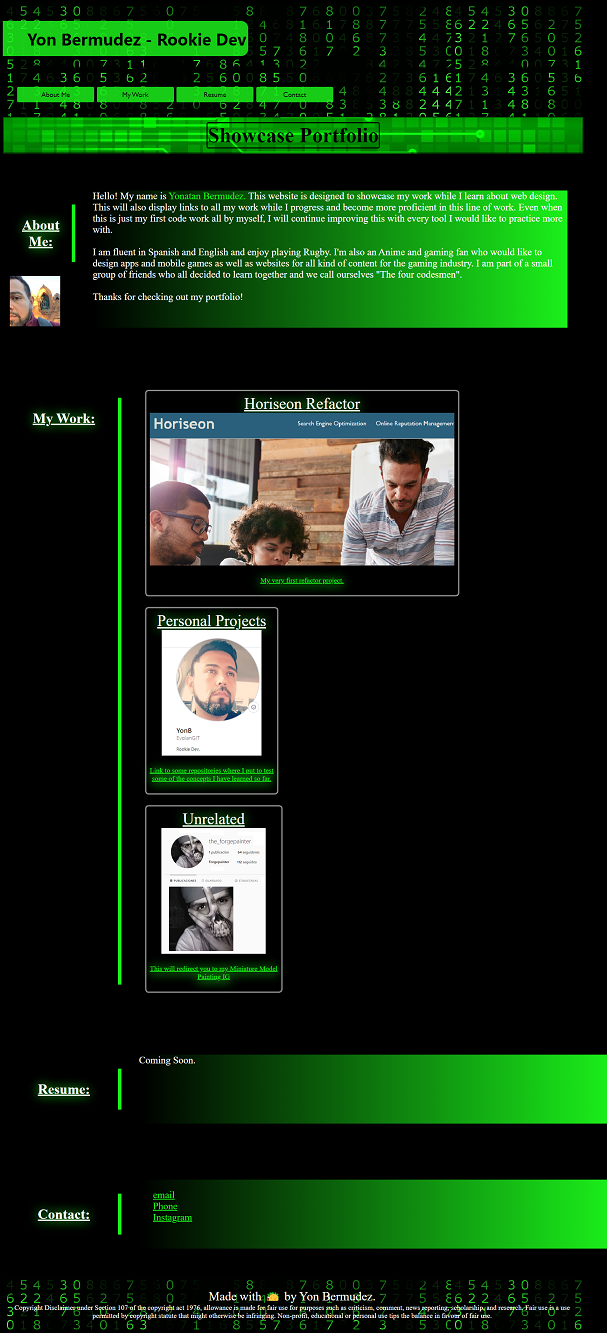 Yon Bermudez - Rookie Dev
About Me
My Work
Resume
Contact
Showcase Portfolio
About
Me:
Hello! My name is Yonatan Bermudez. This website is designed to showcase my work while I learn about web design.
This will also display links to all my work while I progress and become more proficient in this line of work. Even when
this is just my first code work all by myself, I will continue improving this with every tool I would like to practice more
with.
I am fluent in Spanish and English and enjoy playing Rugby. I'm also an Anime and gaming fan who would like to
design apps and mobile games as well as websites for all kind of content for the gaming industry. I am part of a small
group of friends who all decided to learn together and we call ourselves "The four codesmen".
Thanks for checking out my portfolio!
My Work:
Horiseon Refactor
Horiseon
Search Engine Optimization
Online Reputation Management
My very first refactor project.
Personal Projects
YonB
EvolanGIT
Rookie Dev.
Link to some repositories where I put to test
some of the concepts I have learned so far.
Unrelated
the_forgepainter
1 publicación
64 seguidores
Forgepainter
112 seguidos
PUBLICACIONES
GUARDADO
ETIQUETADAS
This will redirect you to my Miniature Model
Painting IG
Resume:
Coming Soon.
Contact:
email
Phone
Instagram
Made with 🌮 by Yon Bermudez.
Copyright Disclaimer under Section 107 of the copyright act 1976, allowance is made for fair use for purposes such as criticism, comment, news reporting, scholarship, and research. Fair use is a use
permitted by copyright statute that might otherwise be infringing. Non-profit, educational or personal use tips the balance in favour of fair use.